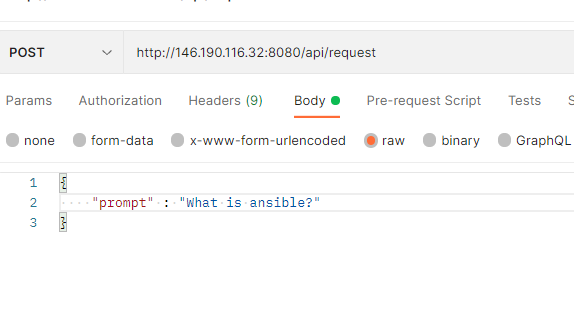 POST http://146.190.116.32:8080/api/request
Params Authorization Headers (9) Body Pre-request Script Tests S
none form-data x-www-form-urlencoded raw binary GraphQL
1 {
2 "prompt" : "What is ansible?"
3 }